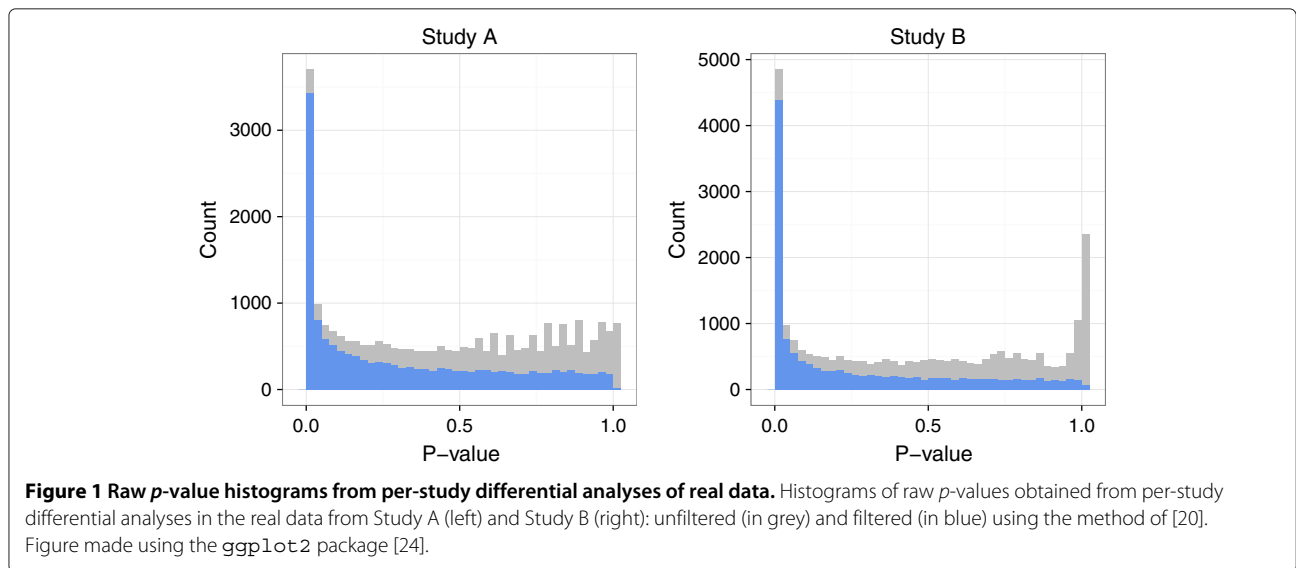 Study A
Study B
3000
2000
1000
0
Count
0.0
0.5
1.0
P−value
5000
4000
3000
2000
1000
0
Count
0.0
0.5
1.0
P−value
Figure 1 Raw p-value histograms from per-study differential analyses of real data. Histograms of raw p-values obtained from per-study
differential analyses in the real data from Study A (left) and Study B (right): unfiltered (in grey) and filtered (in blue) using the method of [20].
Figure made using the ggplot2 package [24].